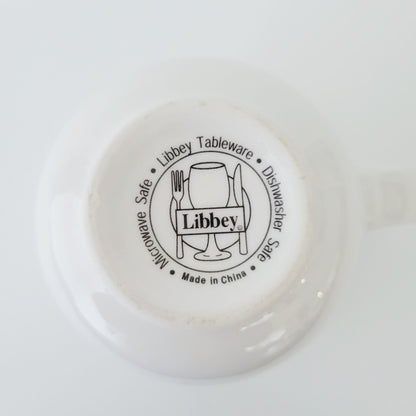 • Microwave Safe • Libbey Tableware • Dishwasher Safe •
Libbey®
Made in China